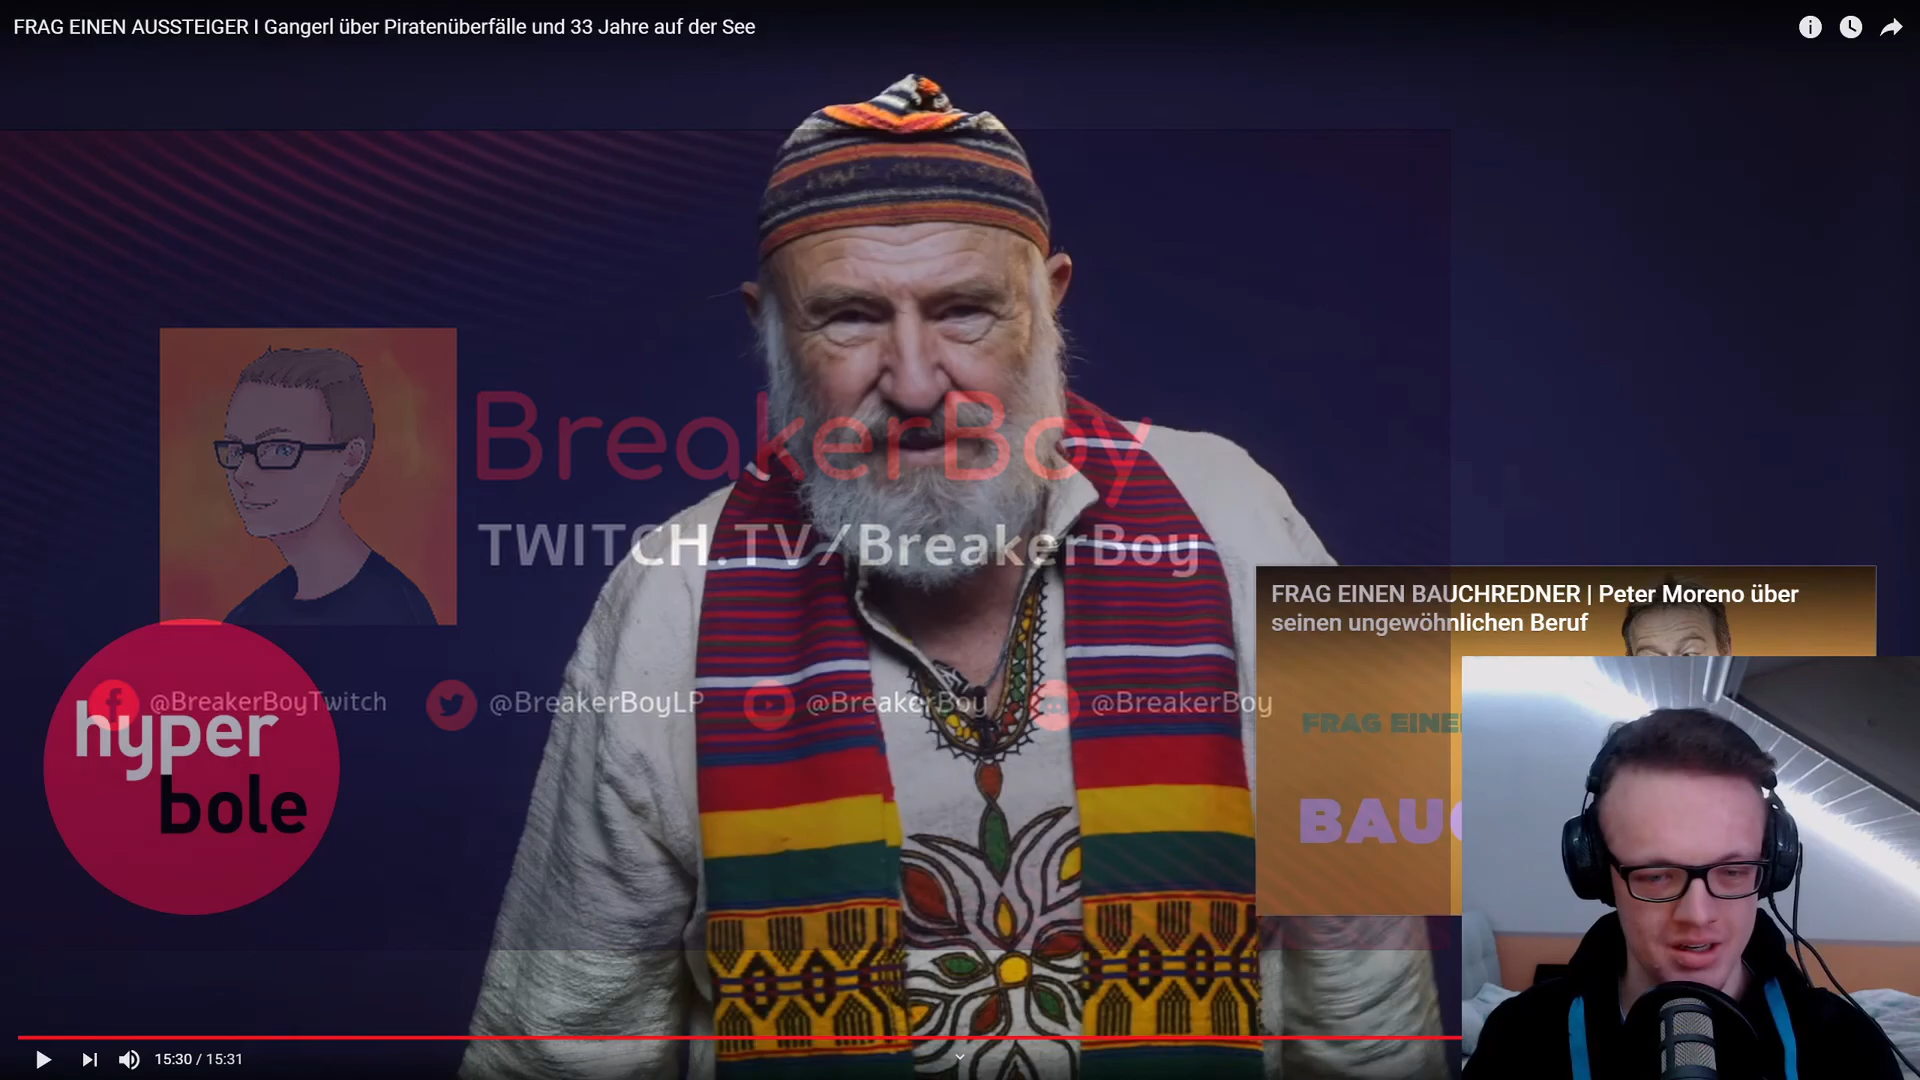 FRAG EINEN AUSSTEIGER I Gangerl über Piratenüberfälle und 33 Jahre auf der See
BreakerBoy
TWITCH.TV/BreakerBoy
FRAG EINEN BAUCHREDNER | Peter Moreno über
seinen ungewöhnlichen Beruf
@BreakerBoyTwitch
@BreakerBoyLP
@BreakerBoy
@BreakerBoy
hyper
bole
FRAG EINE
BAU
15:30 / 15:31